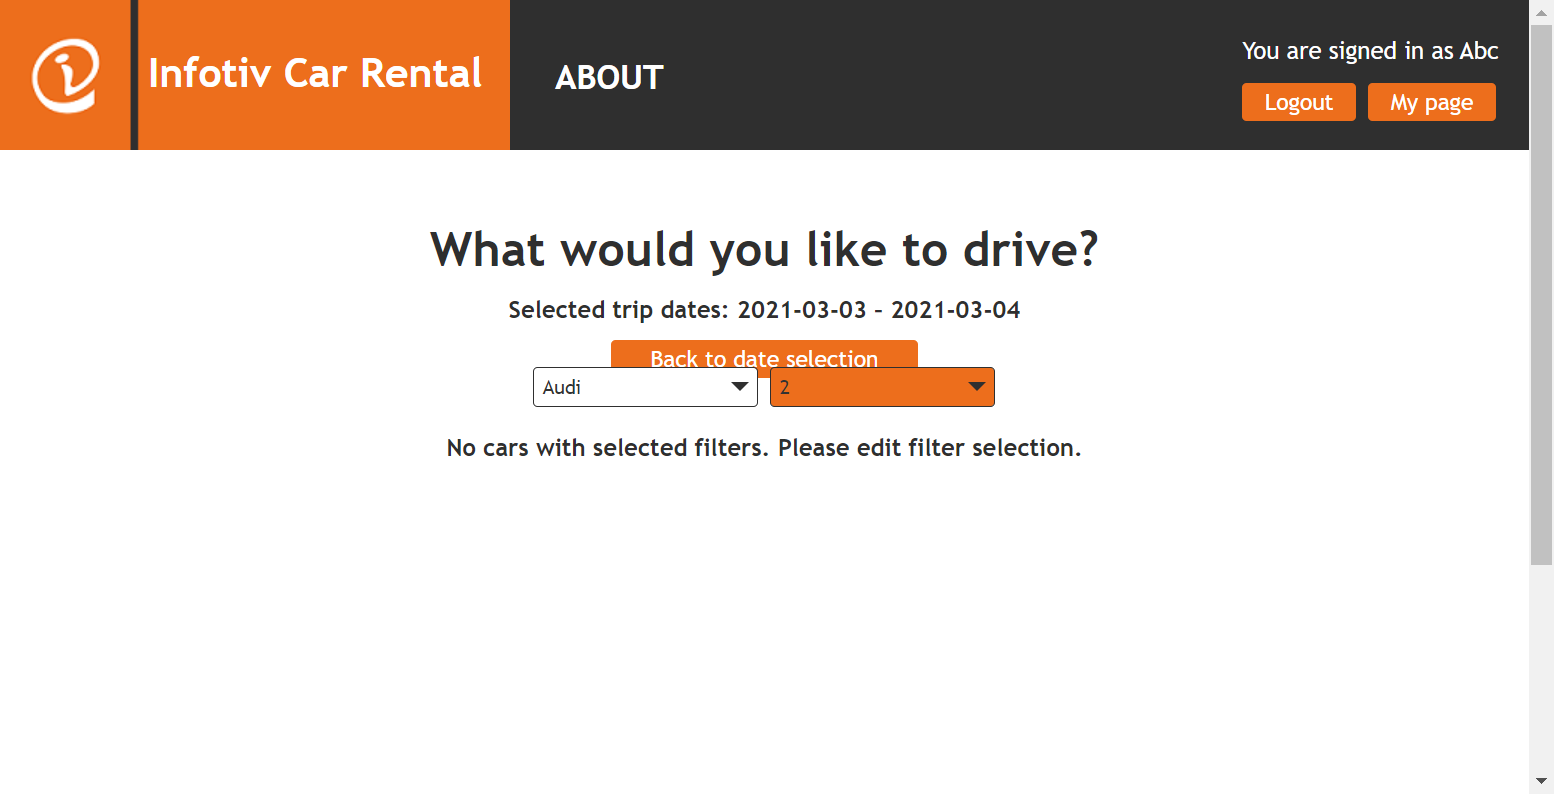 Infotiv Car Rental
ABOUT
You are signed in as Abc
Logout
My page
What would you like to drive?
Selected trip dates: 2021-03-03 – 2021-03-04
Back to date selection
Audi
2
No cars with selected filters. Please edit filter selection.